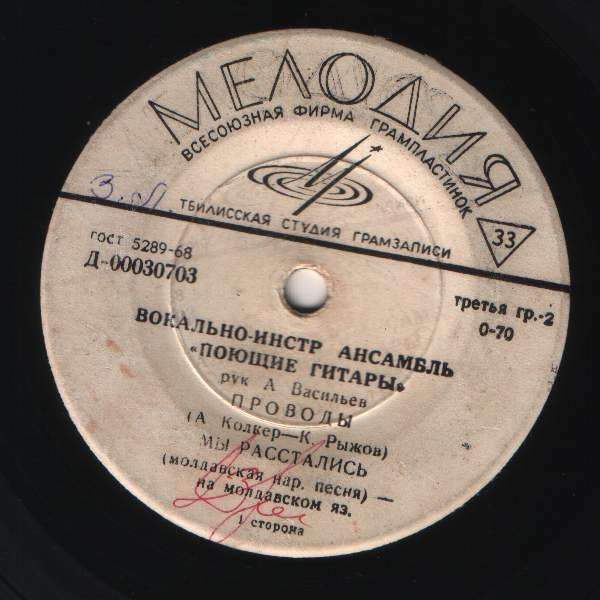 МЕЛОДИЯ
ВСЕСОЮЗНАЯ ФИРМА ГРАМПЛАСТИНОК
33
З.
ТБИЛИССКАЯ СТУДИЯ ГРАМЗАПИСИ
ГОСТ 5289-68
Д-00030703
третья гр.-2
0-70
ВОКАЛЬНО-ИНСТР АНСАМБЛЬ
«ПОЮЩИЕ ГИТАРЫ»
рук А Васильев
ПРОВОДЫ
(А Колкер—К Рыжов)
МЫ РАССТАЛИСЬ
(молдавская нар. песня) —
на молдавском яз.
1 сторона